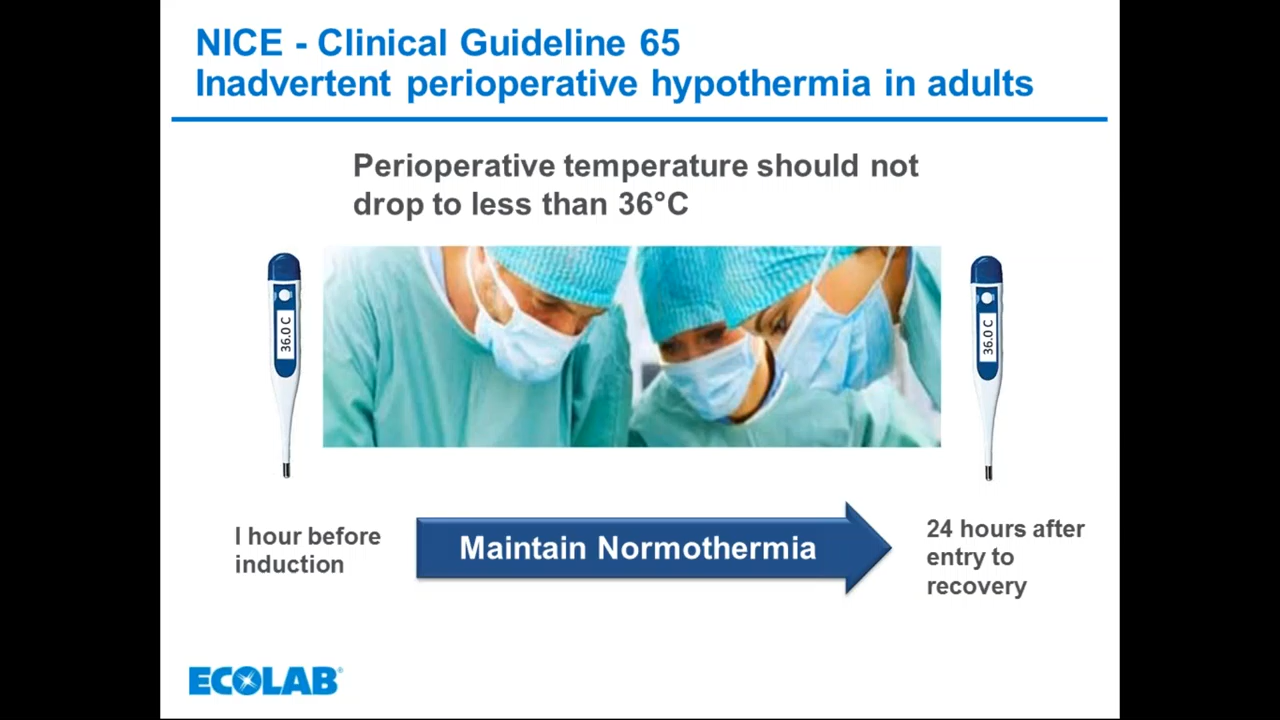 NICE - Clinical Guideline 65
Inadvertent perioperative hypothermia in adults
Perioperative temperature should not
drop to less than 36°C
36.0 C
36.0 C
I hour before
induction
Maintain Normothermia
24 hours after
entry to
recovery
ECOLAB®